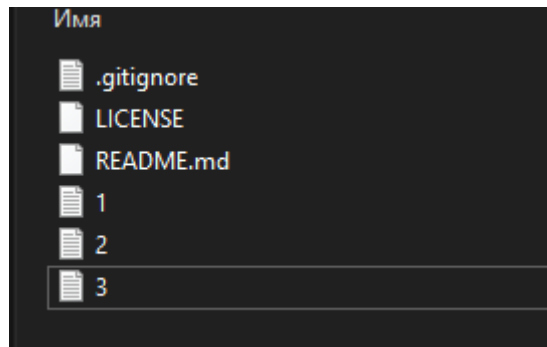 Имя
.gitignore
LICENSE
README.md
1
2
3